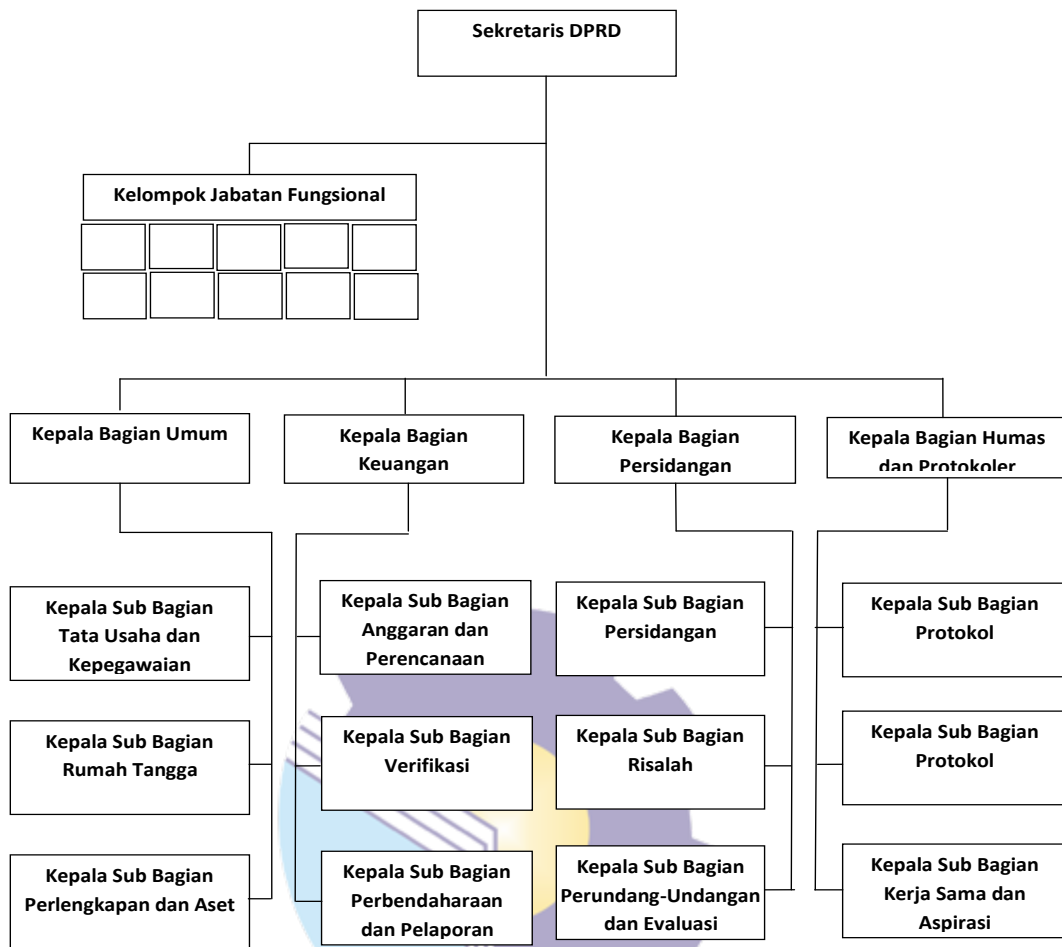 Sekretaris DPRD
Kelompok Jabatan Fungsional
Kepala Bagian Umum
Kepala Bagian
Keuangan
Kepala Bagian
Persidangan
Kepala Bagian Humas
dan Protokoler
Kepala Sub Bagian
Tata Usaha dan
Kepegawaian
Kepala Sub Bagian
Anggaran dan
Perencanaan
Kepala Sub Bagian
Persidangan
Kepala Sub Bagian
Protokol
Kepala Sub Bagian
Rumah Tangga
Kepala Sub Bagian
Verifikasi
Kepala Sub Bagian
Risalah
Kepala Sub Bagian
Protokol
Kepala Sub Bagian
Perlengkapan dan Aset
Kepala Sub Bagian
Perbendaharaan
dan Pelaporan
Kepala Sub Bagian
Perundang-Undangan
dan Evaluasi
Kepala Sub Bagian
Kerja Sama dan
Aspirasi